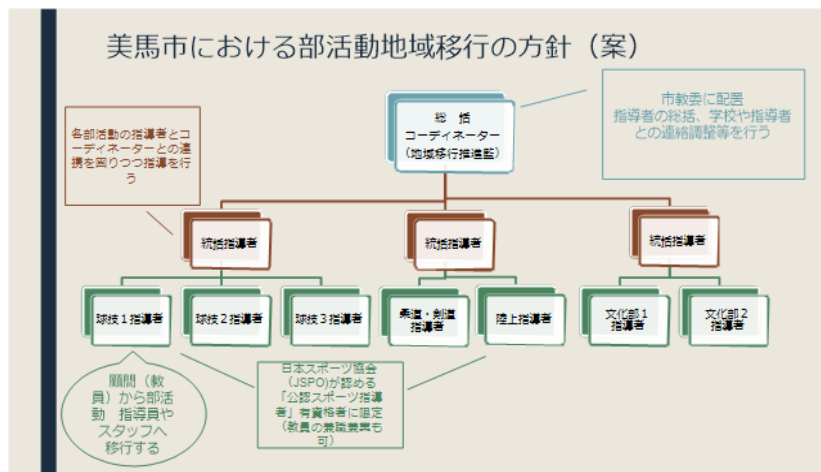 美馬市における部活動地域移行の方針（案）
総　括
コーディネーター
（地域移行推進監）
市教委に配置
指導者の総括、学校や指導者
との連絡調整等を行う
各部活動の指導者とコ
ーディネーターとの連
携を図りつつ指導を行
う
統括指導者
統括指導者
統括指導者
球技１指導者
球技２指導者
球技３指導者
柔道・剣道
指導者
陸上指導者
文化部１
指導者
文化部２
指導者
顧問（教
員）から部活
動　指導員や
スタッフへ
移行する
日本スポーツ協会
(JSPO)が認める
「公認スポーツ指導
者」有資格者に限定
（教員の兼職兼業も
可）